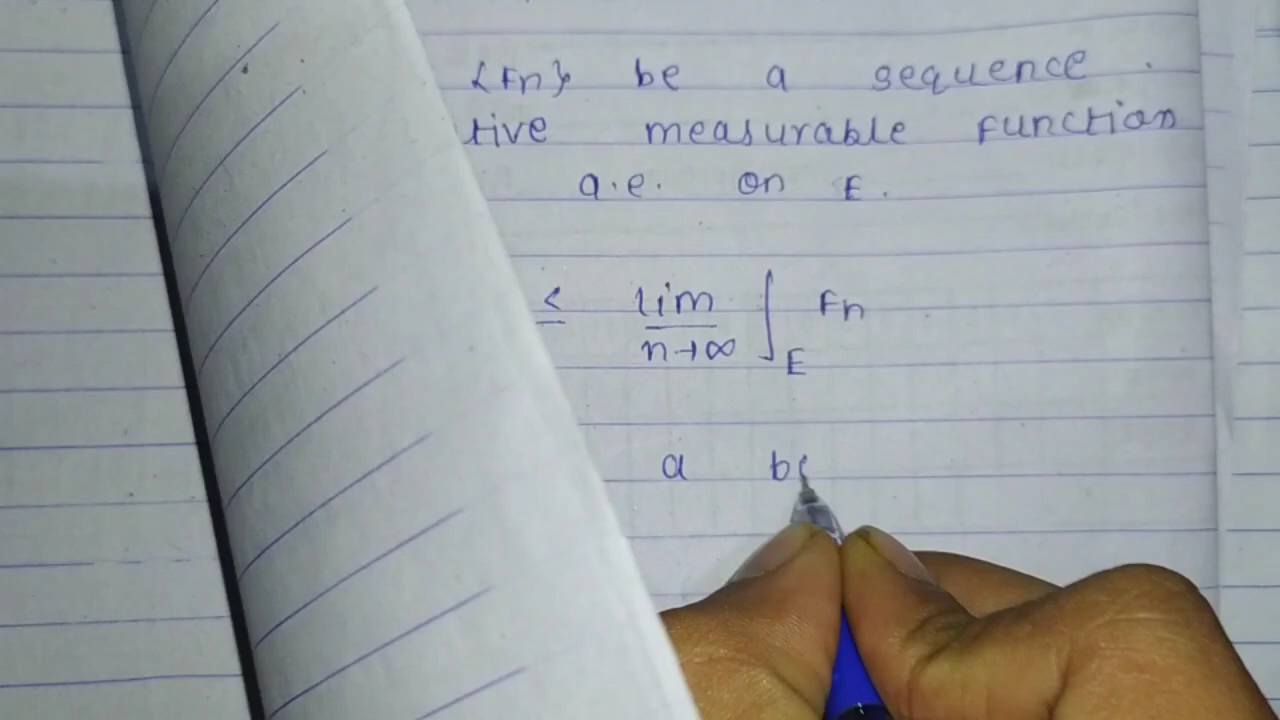 {Fn} be a sequence
tive measurable function
a.e. on E.
≤ lim n→∞ ∫E Fn
a